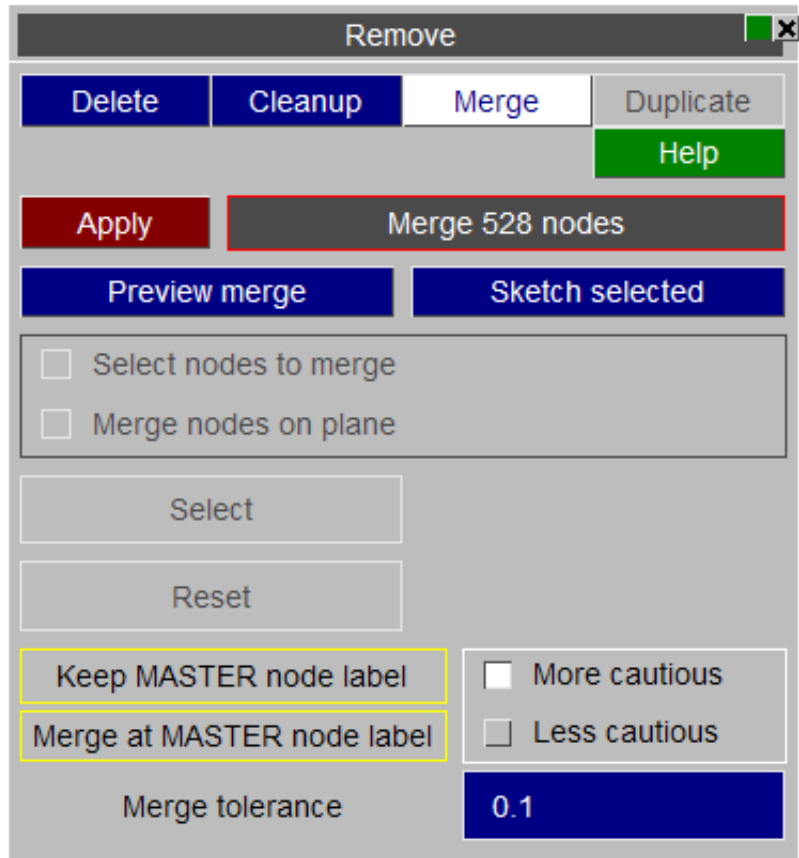 Remove
Delete Cleanup Merge Duplicate
Help
Apply Merge 528 nodes
Preview merge Sketch selected
Select nodes to merge
Merge nodes on plane
Select
Reset
Keep MASTER node label More cautious
Merge at MASTER node label Less cautious
Merge tolerance 0.1